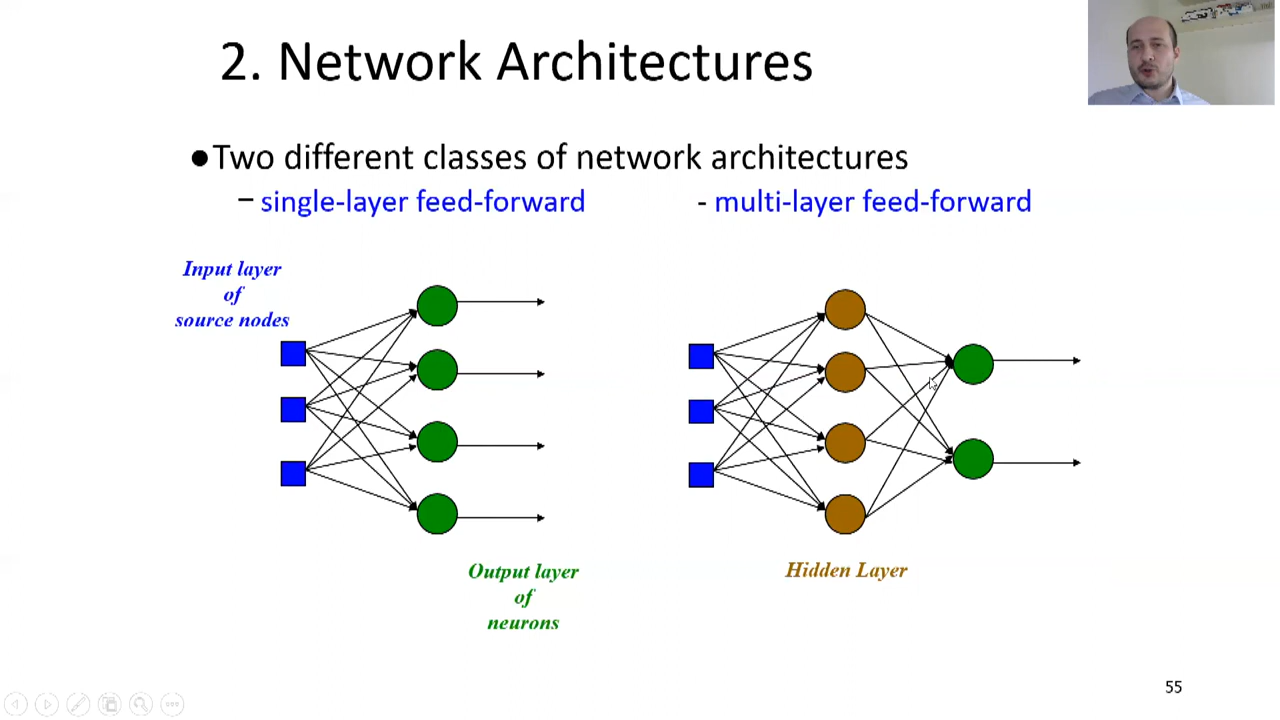 2. Network Architectures
●Two different classes of network architectures
– single-layer feed-forward
- multi-layer feed-forward
Input layer
of
source nodes
Output layer
of
neurons
Hidden Layer
55